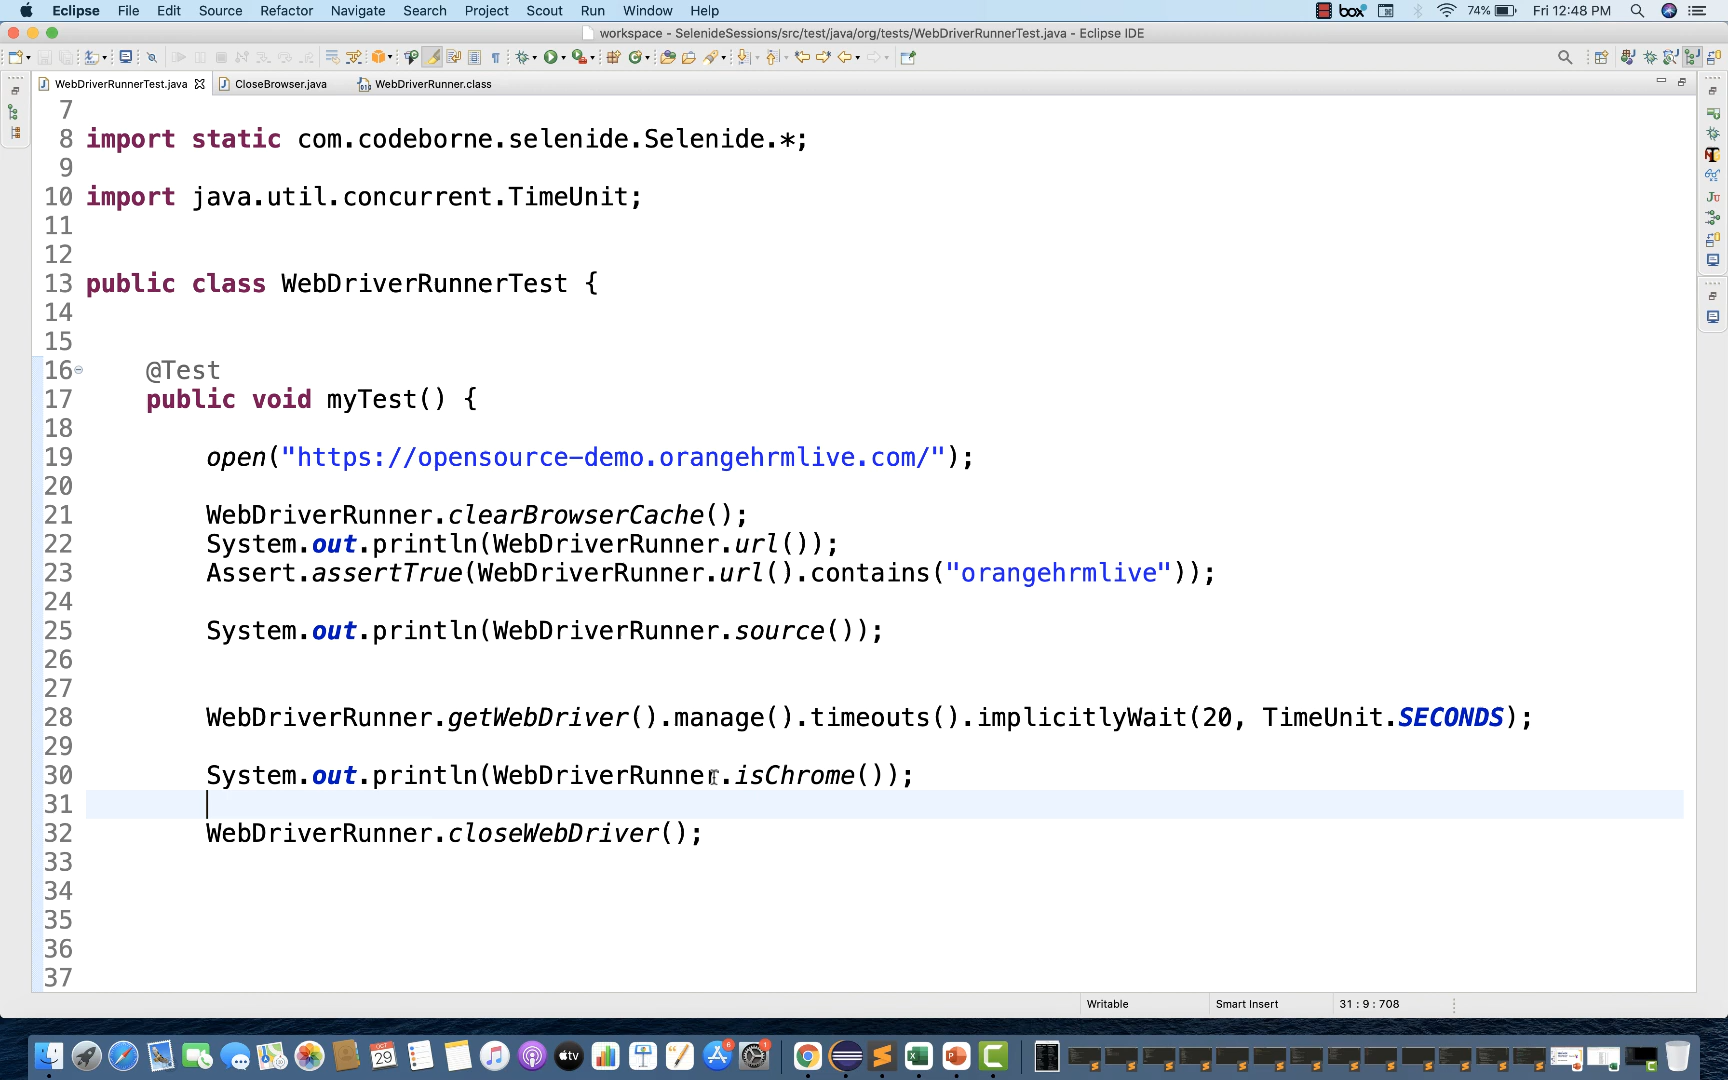 Eclipse File Edit Source Refactor Navigate Search Project Scout Run Window Help box 74% Fri 12:48 PM
workspace - SelenideSessions/src/test/java/org/tests/WebDriverRunnerTest.java - Eclipse IDE
WebDriverRunnerTest.java CloseBrowser.java WebDriverRunner.class
7
8 import static com.codeborne.selenide.Selenide.*;
9
10 import java.util.concurrent.TimeUnit;
11
12
13 public class WebDriverRunnerTest {
14
15
16 @Test
17 public void myTest() {
18
19 open("https://opensource-demo.orangehrmlive.com/");
20
21 WebDriverRunner.clearBrowserCache();
22 System.out.println(WebDriverRunner.url());
23 Assert.assertTrue(WebDriverRunner.url().contains("orangehrmlive"));
24
25 System.out.println(WebDriverRunner.source());
26
27
28 WebDriverRunner.getWebDriver().manage().timeouts().implicitlyWait(20, TimeUnit.SECONDS);
29
30 System.out.println(WebDriverRunner.isChrome());
31
32 WebDriverRunner.closeWebDriver();
33
34
35
36
37
Writable Smart Insert 31 : 9 : 708